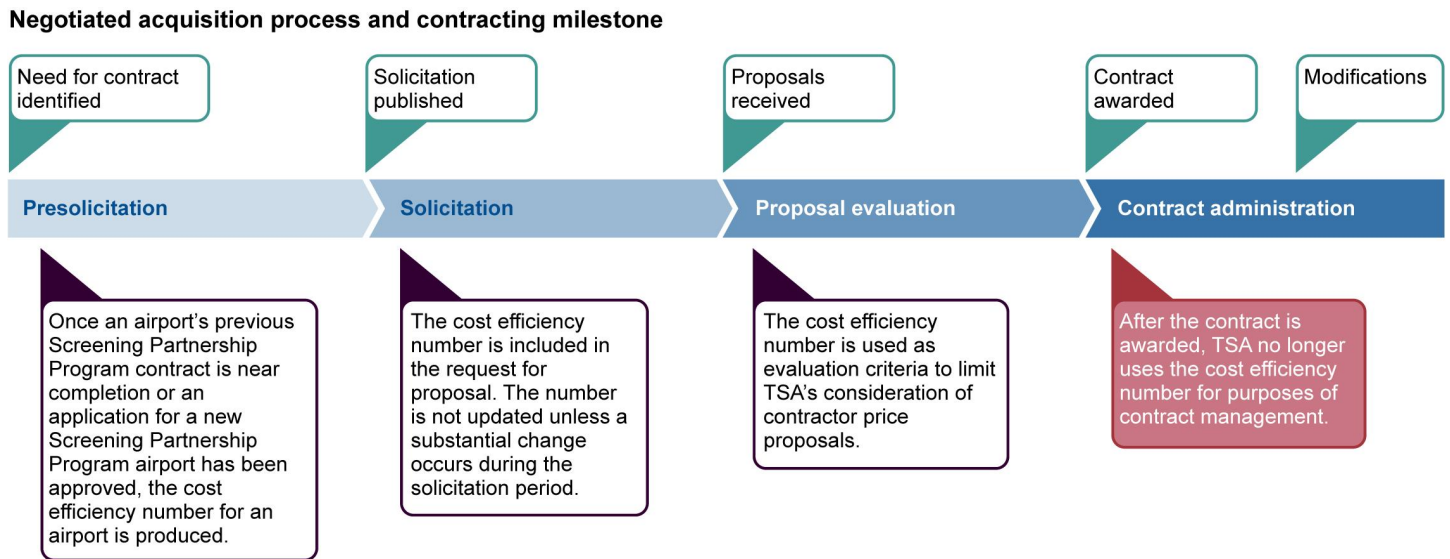 Negotiated acquisition process and contracting milestone
Need for contract
identified
Solicitation
published
Proposals
received
Contract
awarded
Modifications
Presolicitation
Solicitation
Proposal evaluation
Contract administration
Once an airport's previous
Screening Partnership
Program contract is near
completion or an
application for a new
Screening Partnership
Program airport has been
approved, the cost
efficiency number for an
airport is produced.
The cost efficiency
number is included in
the request for
proposal. The number
is not updated unless a
substantial change
occurs during the
solicitation period.
The cost efficiency
number is used as
evaluation criteria to limit
TSA's consideration of
contractor price
proposals.
After the contract is
awarded, TSA no longer
uses the cost efficiency
number for purposes of
contract management.